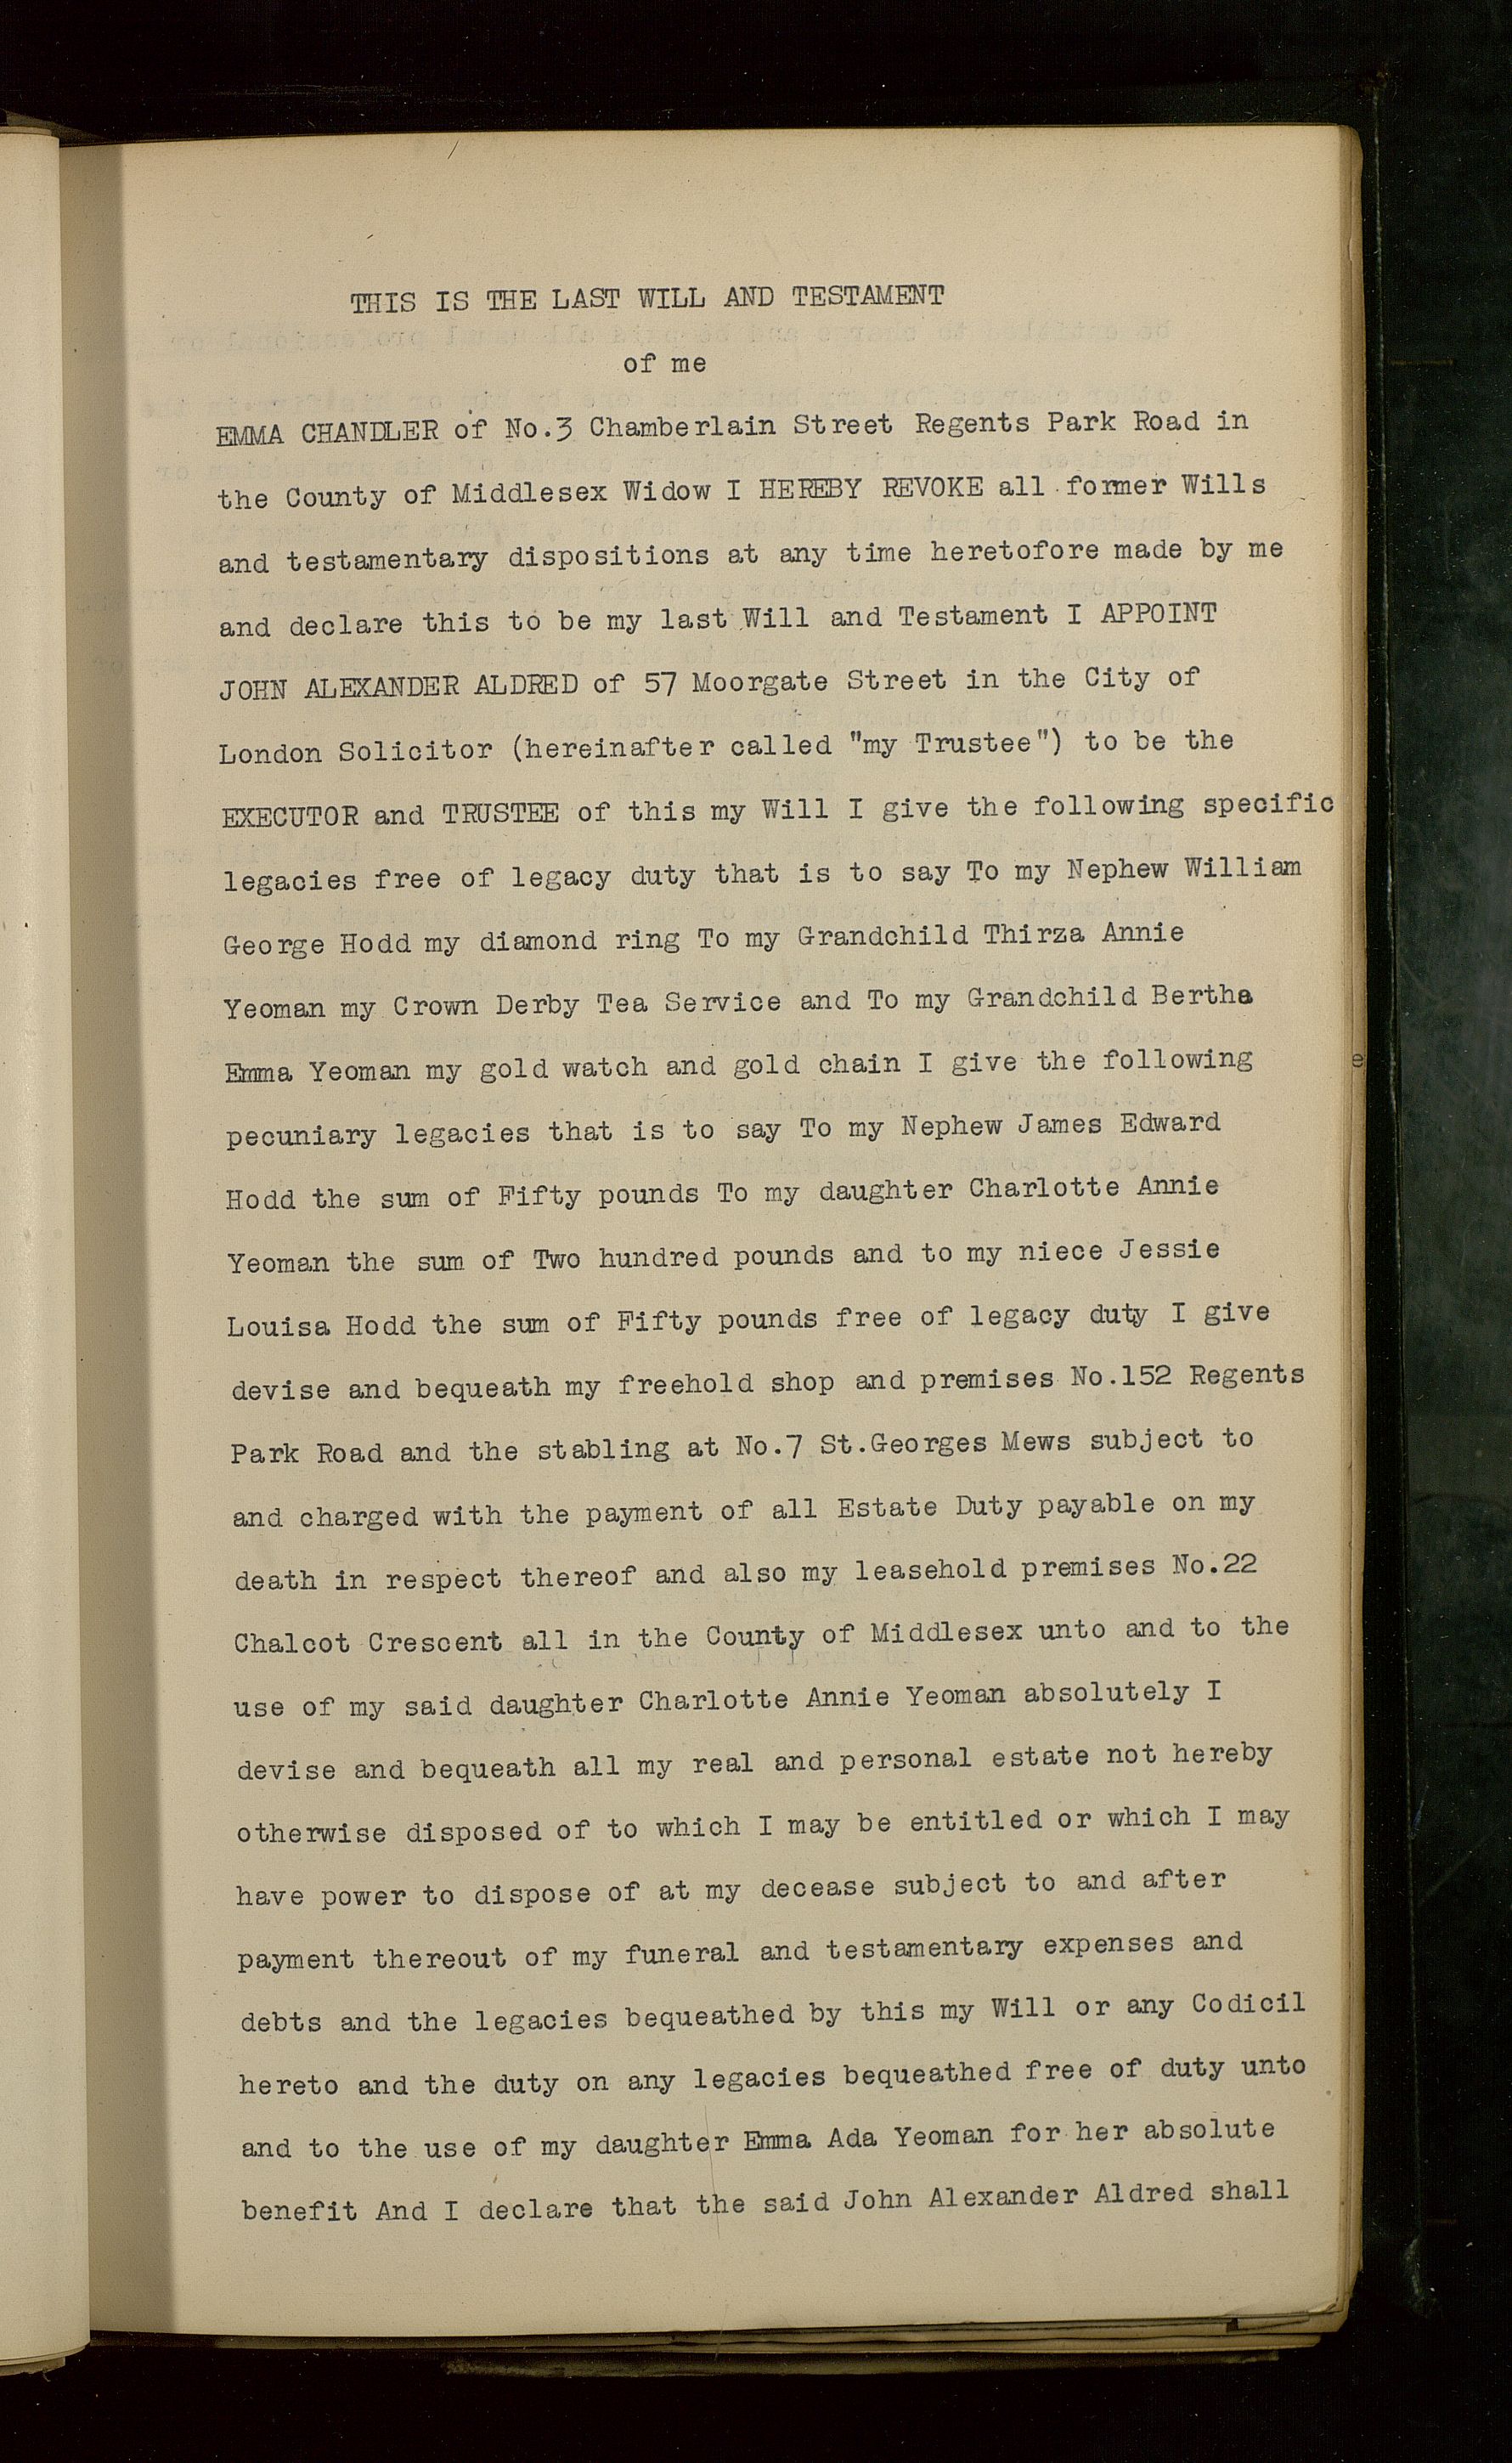 THIS IS THE LAST WILL AND TESTAMENT
of me
EMMA CHANDLER of No.3 Chamberlain Street Regents Park Road in
the County of Middlesex Widow I HEREBY REVOKE all former Wills
and testamentary dispositions at any time heretofore made by me
and declare this to be my last Will and Testament I APPOINT
JOHN ALEXANDER ALDRED of 57 Moorgate Street in the City of
London Solicitor (hereinafter called "my Trustee") to be the
EXECUTOR and TRUSTEE of this my Will I give the following specific
legacies free of legacy duty that is to say To my Nephew William
George Hodd my diamond ring To my Grandchild Thirza Annie
Yeoman my Crown Derby Tea Service and To my Grandchild Bertha
Emma Yeoman my gold watch and gold chain I give the following
pecuniary legacies that is to say To my Nephew James Edward
Hodd the sum of Fifty pounds To my daughter Charlotte Annie
Yeoman the sum of Two hundred pounds and to my niece Jessie
Louisa Hodd the sum of Fifty pounds free of legacy duty I give
devise and bequeath my freehold shop and premises No.152 Regents
Park Road and the stabling at No.7 St.Georges Mews subject to
and charged with the payment of all Estate Duty payable on my
death in respect thereof and also my leasehold premises No.22
Chalcot Crescent all in the County of Middlesex unto and to the
use of my said daughter Charlotte Annie Yeoman absolutely I
devise and bequeath all my real and personal estate not hereby
otherwise disposed of to which I may be entitled or which I may
have power to dispose of at my decease subject to and after
payment thereout of my funeral and testamentary expenses and
debts and the legacies bequeathed by this my Will or any Codicil
hereto and the duty on any legacies bequeathed free of duty unto
and to the use of my daughter Emma Ada Yeoman for her absolute
benefit And I declare that the said John Alexander Aldred shall